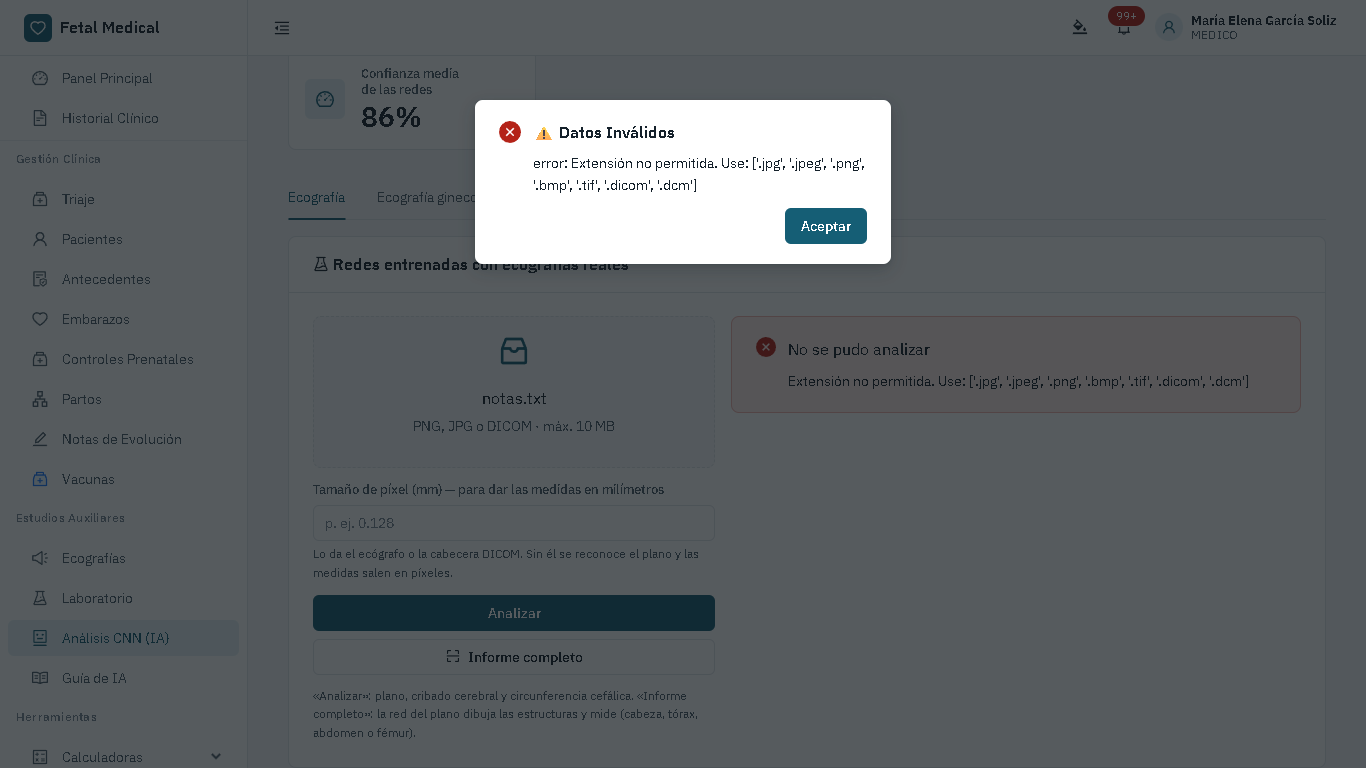 Fetal Medical
99+
María Elena García Soliz
MEDICO
Panel Principal
Historial Clínico
Gestión Clínica
Triaje
Pacientes
Antecedentes
Embarazos
Controles Prenatales
Partos
Notas de Evolución
Vacunas
Estudios Auxiliares
Ecografías
Laboratorio
Análisis CNN (IA)
Guía de IA
Herramientas
Calculadoras
Confianza media
de las redes
86%
Datos Inválidos
error: Extensión no permitida. Use: ['.jpg', '.jpeg', '.png',
'.bmp', '.tif', '.dicom', '.dcm']
Aceptar
Ecografía
Ecografía
Redes entrenadas con ecografías reales
notas.txt
PNG, JPG o DICOM · máx. 10 MB
Tamaño de píxel (mm) — para dar las medidas en milímetros
p. ej. 0.128
Lo da el ecógrafo o la cabecera DICOM. Sin él se reconoce el plano y las
medidas salen en píxeles.
Analizar
Informe completo
«Analizar»: plano, cribado cerebral y circunferencia cefálica. «Informe
completo»: la red del plano dibuja las estructuras y mide (cabeza, tórax,
abdomen o fémur).
No se pudo analizar
Extensión no permitida. Use: ['.jpg', '.jpeg', '.png', '.bmp', '.tif', '.dicom', '.dcm']